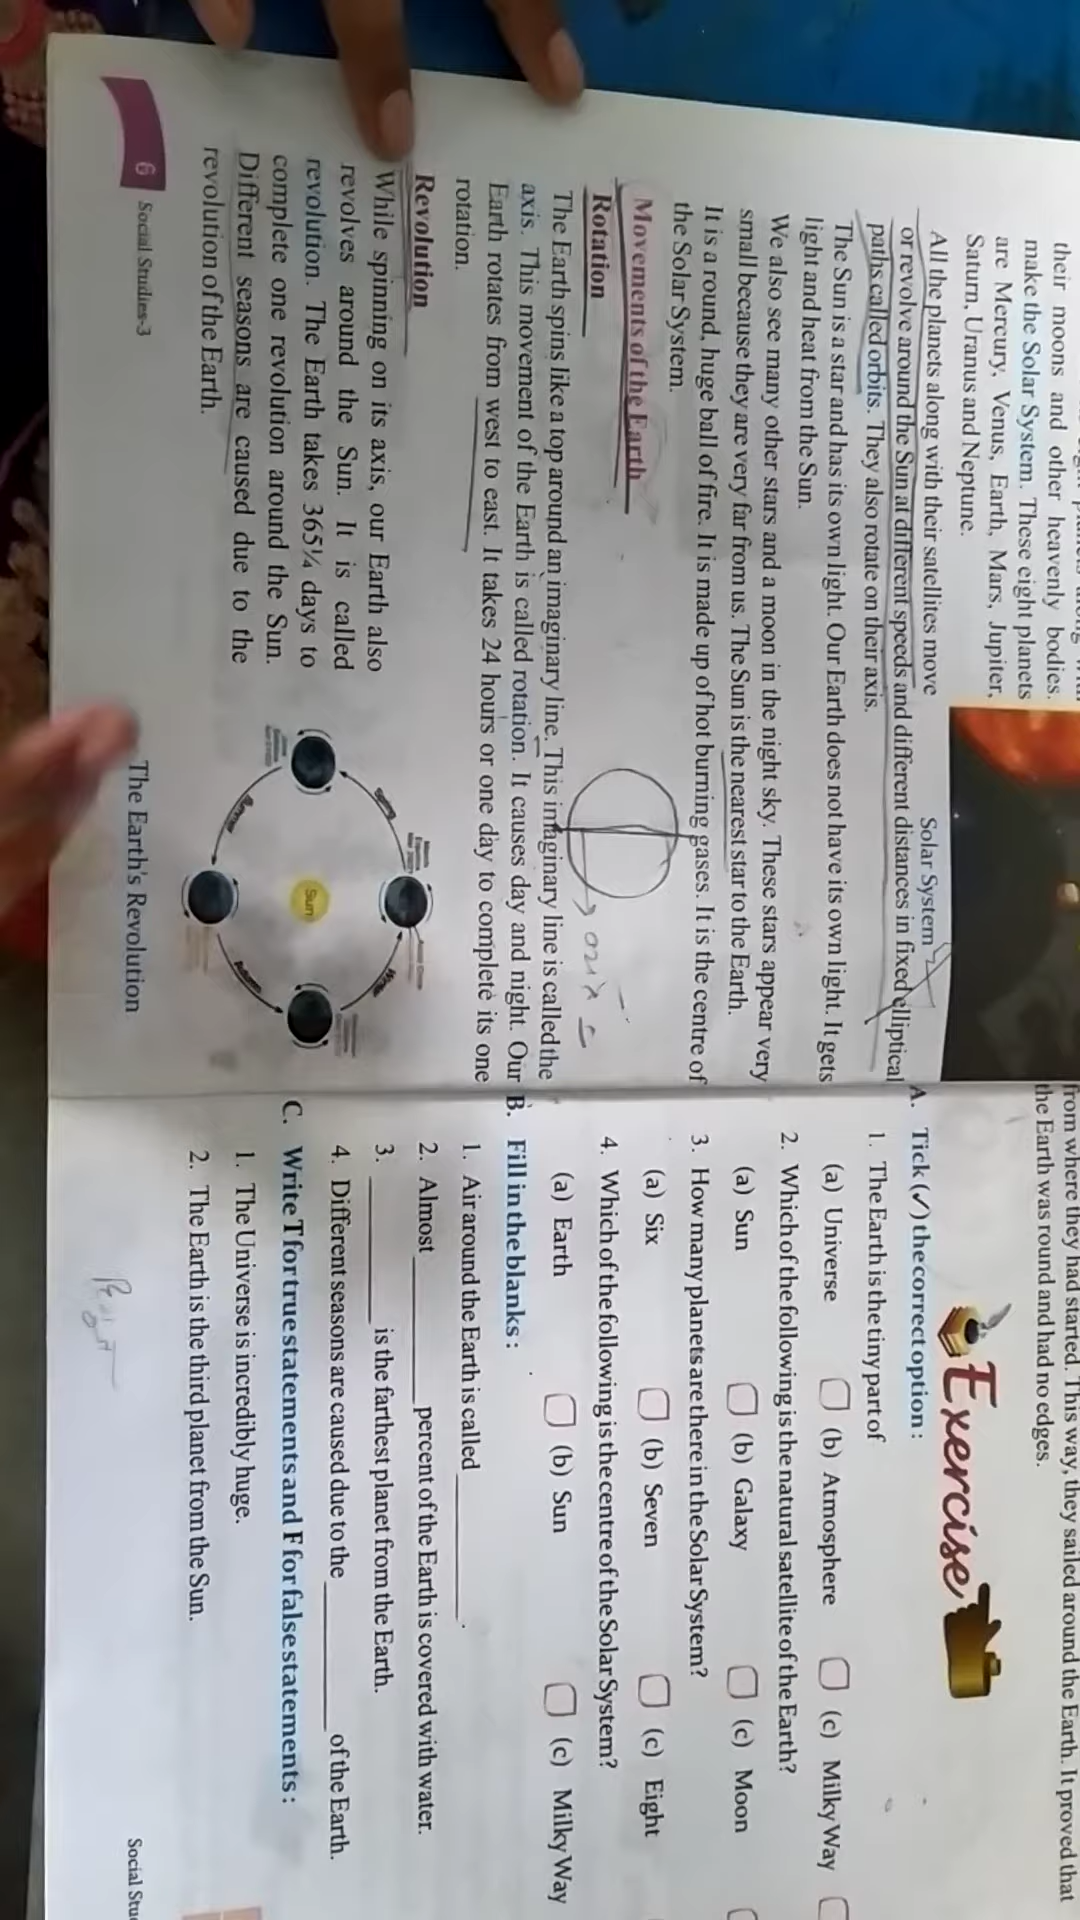 their moons and other heavenly bodies.
make the Solar System. These eight planets
are Mercury, Venus, Earth, Mars, Jupiter,
Saturn, Uranus and Neptune.
Solar System
All the planets along with their satellites move
or revolve around the Sun at different speeds and different distances in fixed elliptical
paths called orbits. They also rotate on their axis.
The Sun is a star and has its own light. Our Earth does not have its own light. It gets
light and heat from the Sun.
We also see many other stars and a moon in the night sky. These stars appear very
small because they are very far from us. The Sun is the nearest star to the Earth.
It is a round, huge ball of fire. It is made up of hot burning gases. It is the centre of
the Solar System.
Movements of the Earth
Rotation
The Earth spins like a top around an imaginary line. This imaginary line is called the
axis. This movement of the Earth is called rotation. It causes day and night. Our
Earth rotates from west to east. It takes 24 hours or one day to complete its one
rotation.
Revolution
While spinning on its axis, our Earth also
revolves around the Sun. It is called
revolution. The Earth takes 365¼ days to
complete one revolution around the Sun.
Different seasons are caused due to the
revolution of the Earth.
Sun
The Earth's Revolution
6 Social Studies-3
from where they had started. This way, they sailed around the Earth. It proved that
the Earth was round and had no edges.
Exercise
A. Tick (✓) the correct option :
1. The Earth is the tiny part of
(a) Universe (b) Atmosphere (c) Milky Way
2. Which of the following is the natural satellite of the Earth?
(a) Sun (b) Galaxy (c) Moon
3. How many planets are there in the Solar System?
(a) Six (b) Seven (c) Eight
4. Which of the following is the centre of the Solar System?
(a) Earth (b) Sun (c) Milky Way
B. Fill in the blanks :
1. Air around the Earth is called ________.
2. Almost ________ percent of the Earth is covered with water.
3. ________ is the farthest planet from the Earth.
4. Different seasons are caused due to the ________ of the Earth.
C. Write T for true statements and F for false statements :
1. The Universe is incredibly huge.
2. The Earth is the third planet from the Sun.
Social